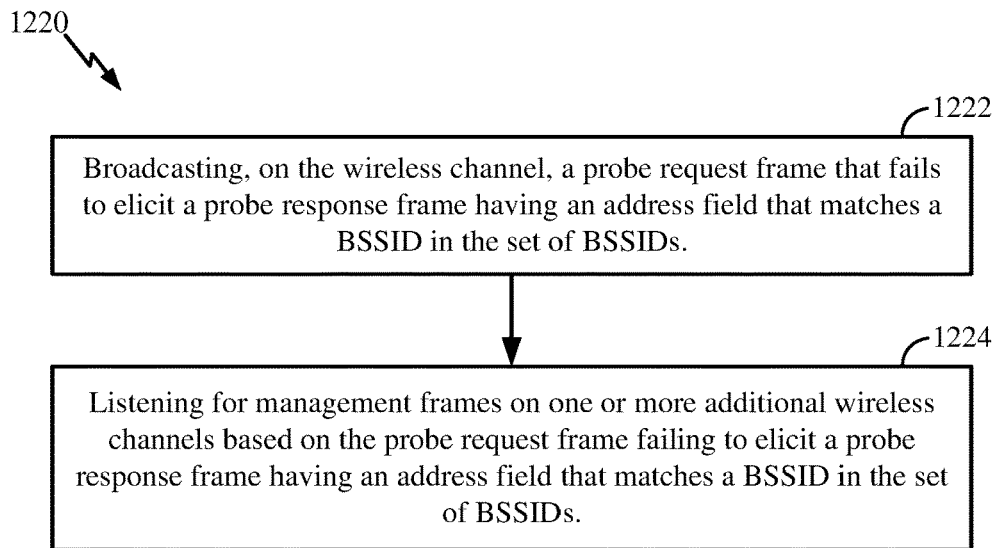 1220
1222
Broadcasting, on the wireless channel, a probe request frame that fails
to elicit a probe response frame having an address field that matches a
BSSID in the set of BSSIDs.
1224
Listening for management frames on one or more additional wireless
channels based on the probe request frame failing to elicit a probe
response frame having an address field that matches a BSSID in the set
of BSSIDs.